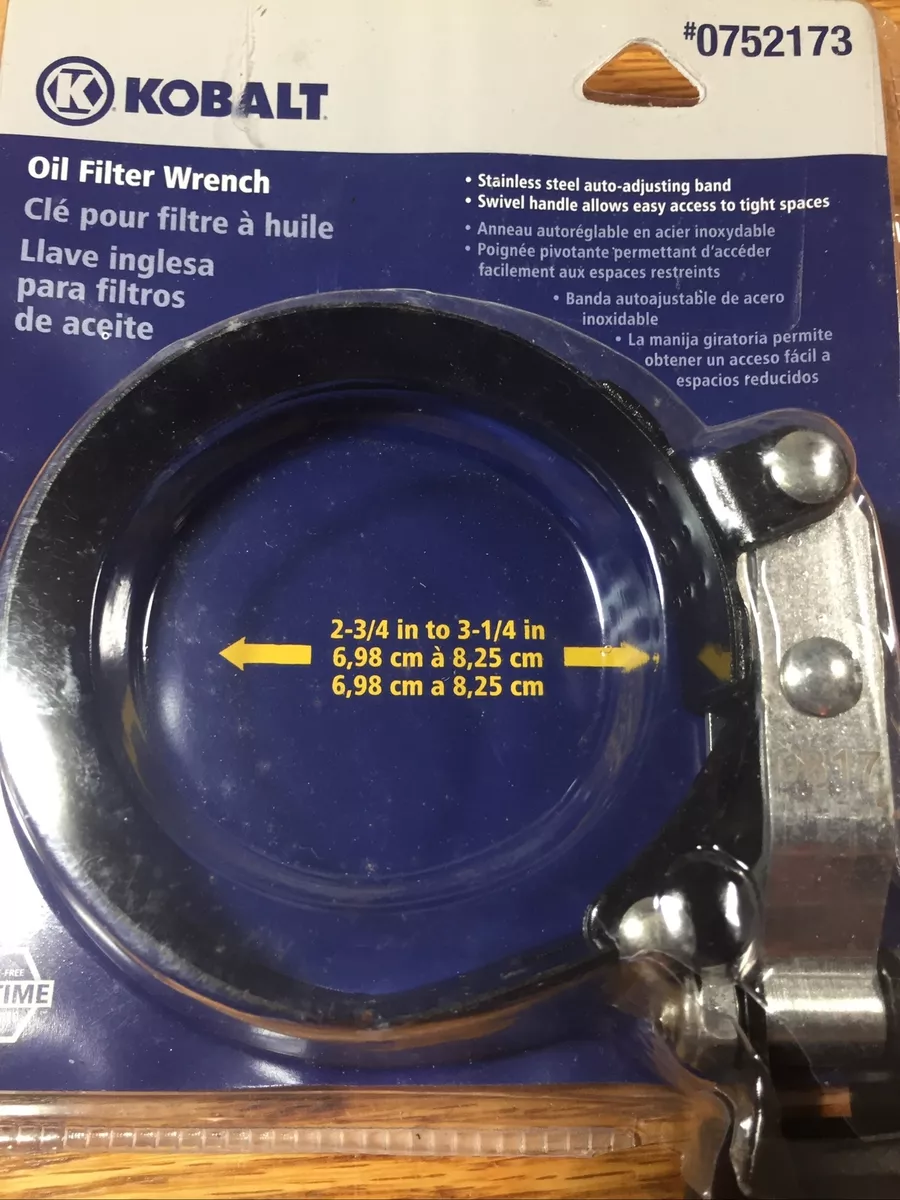 #0752173
K KOBALT
Oil Filter Wrench
Clé pour filtre à huile
Llave inglesa
para filtros
de aceite
• Stainless steel auto-adjusting band
• Swivel handle allows easy access to tight spaces
• Anneau autoréglable en acier inoxydable
• Poignée pivotante permettant d'accéder
facilement aux espaces restreints
• Banda autoajustable de acero
inoxidable
• La manija giratoria permite
obtener un acceso fácil a
espacios reducidos
2-3/4 in to 3-1/4 in
6,98 cm à 8,25 cm
6,98 cm a 8,25 cm
-FREE